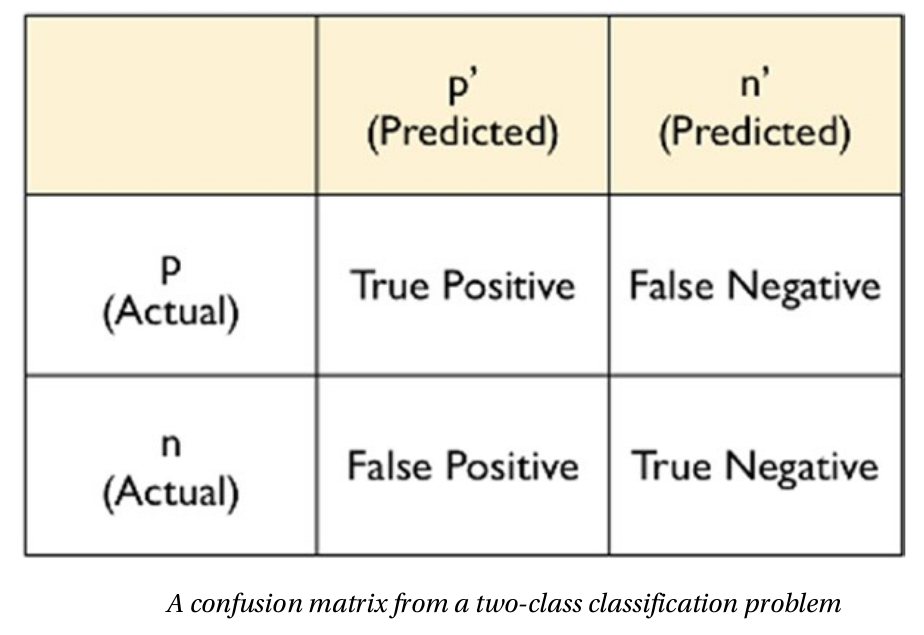 p’
(Predicted)
n’
(Predicted)
p
(Actual)
True Positive
False Negative
n
(Actual)
False Positive
True Negative
A confusion matrix from a two-class classification problem